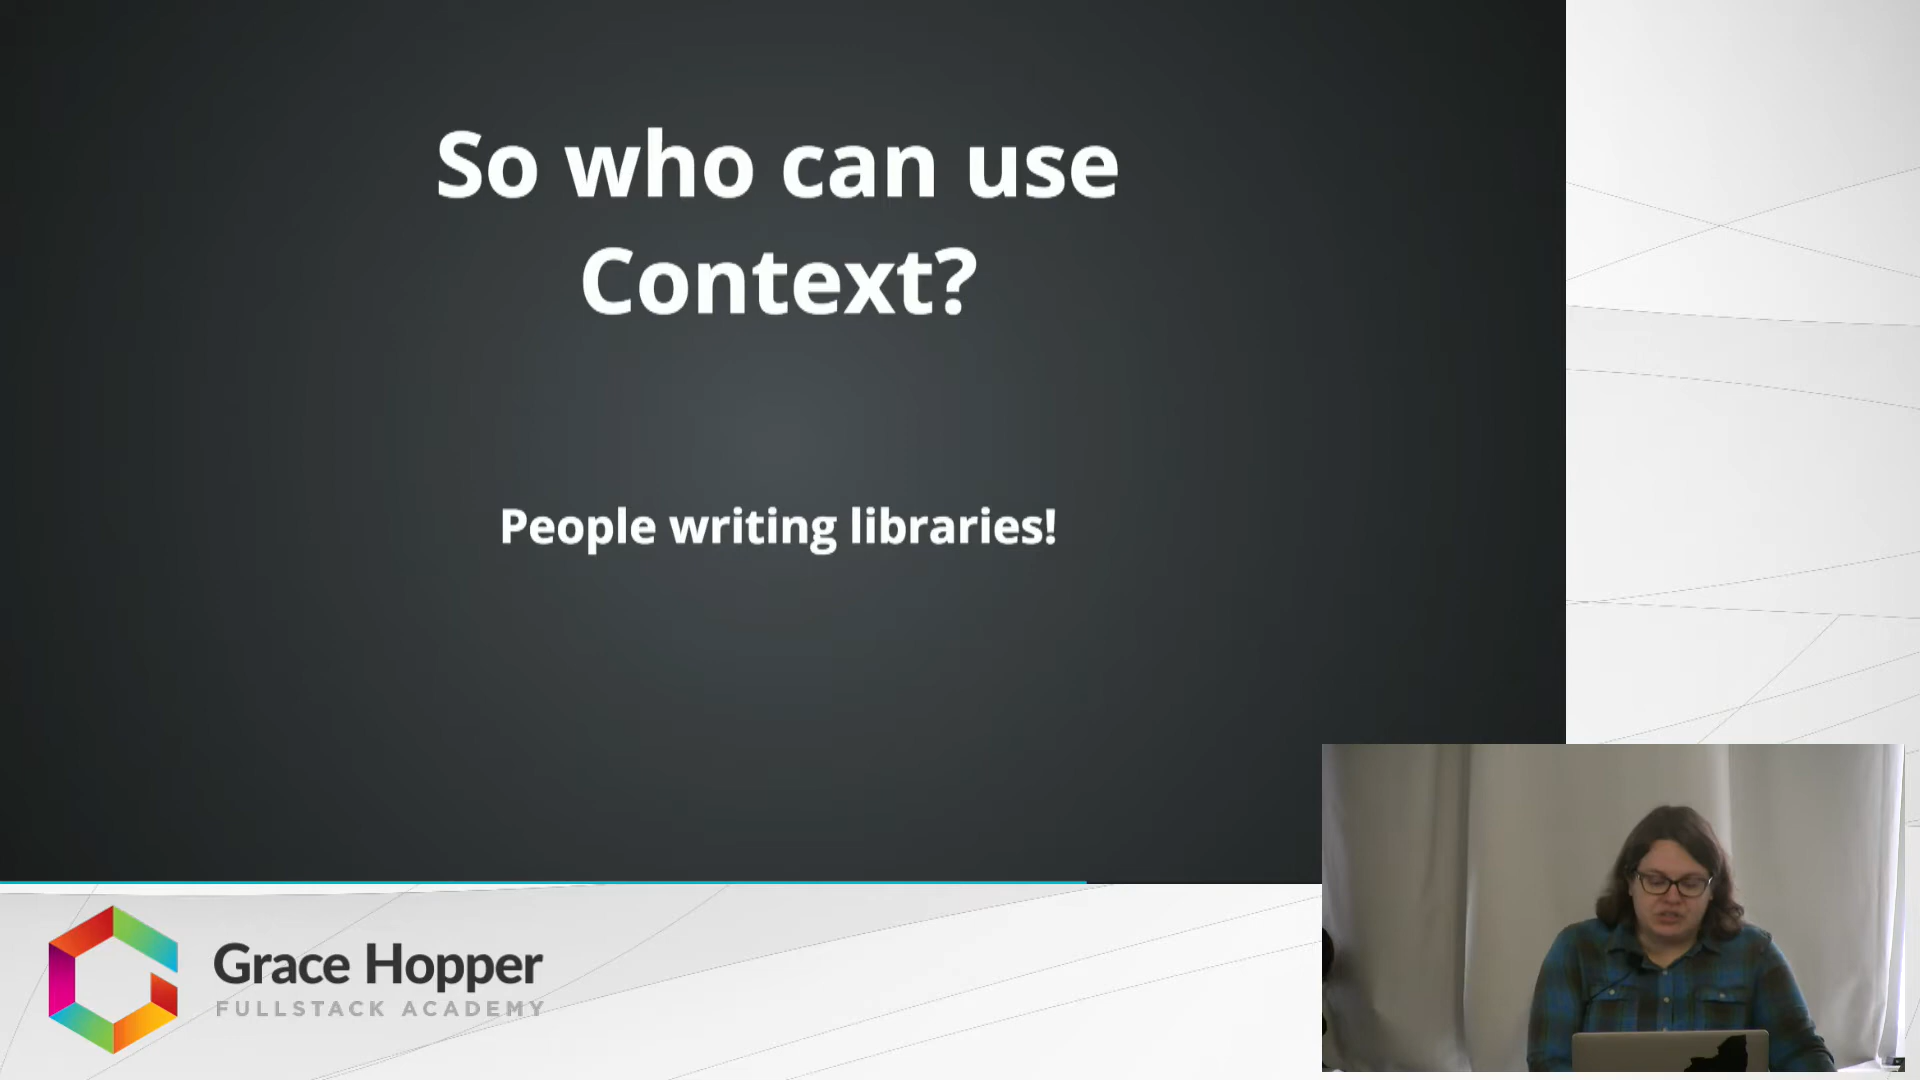 So who can use
Context?
People writing libraries!
Grace Hopper
FULLSTACK ACADEMY